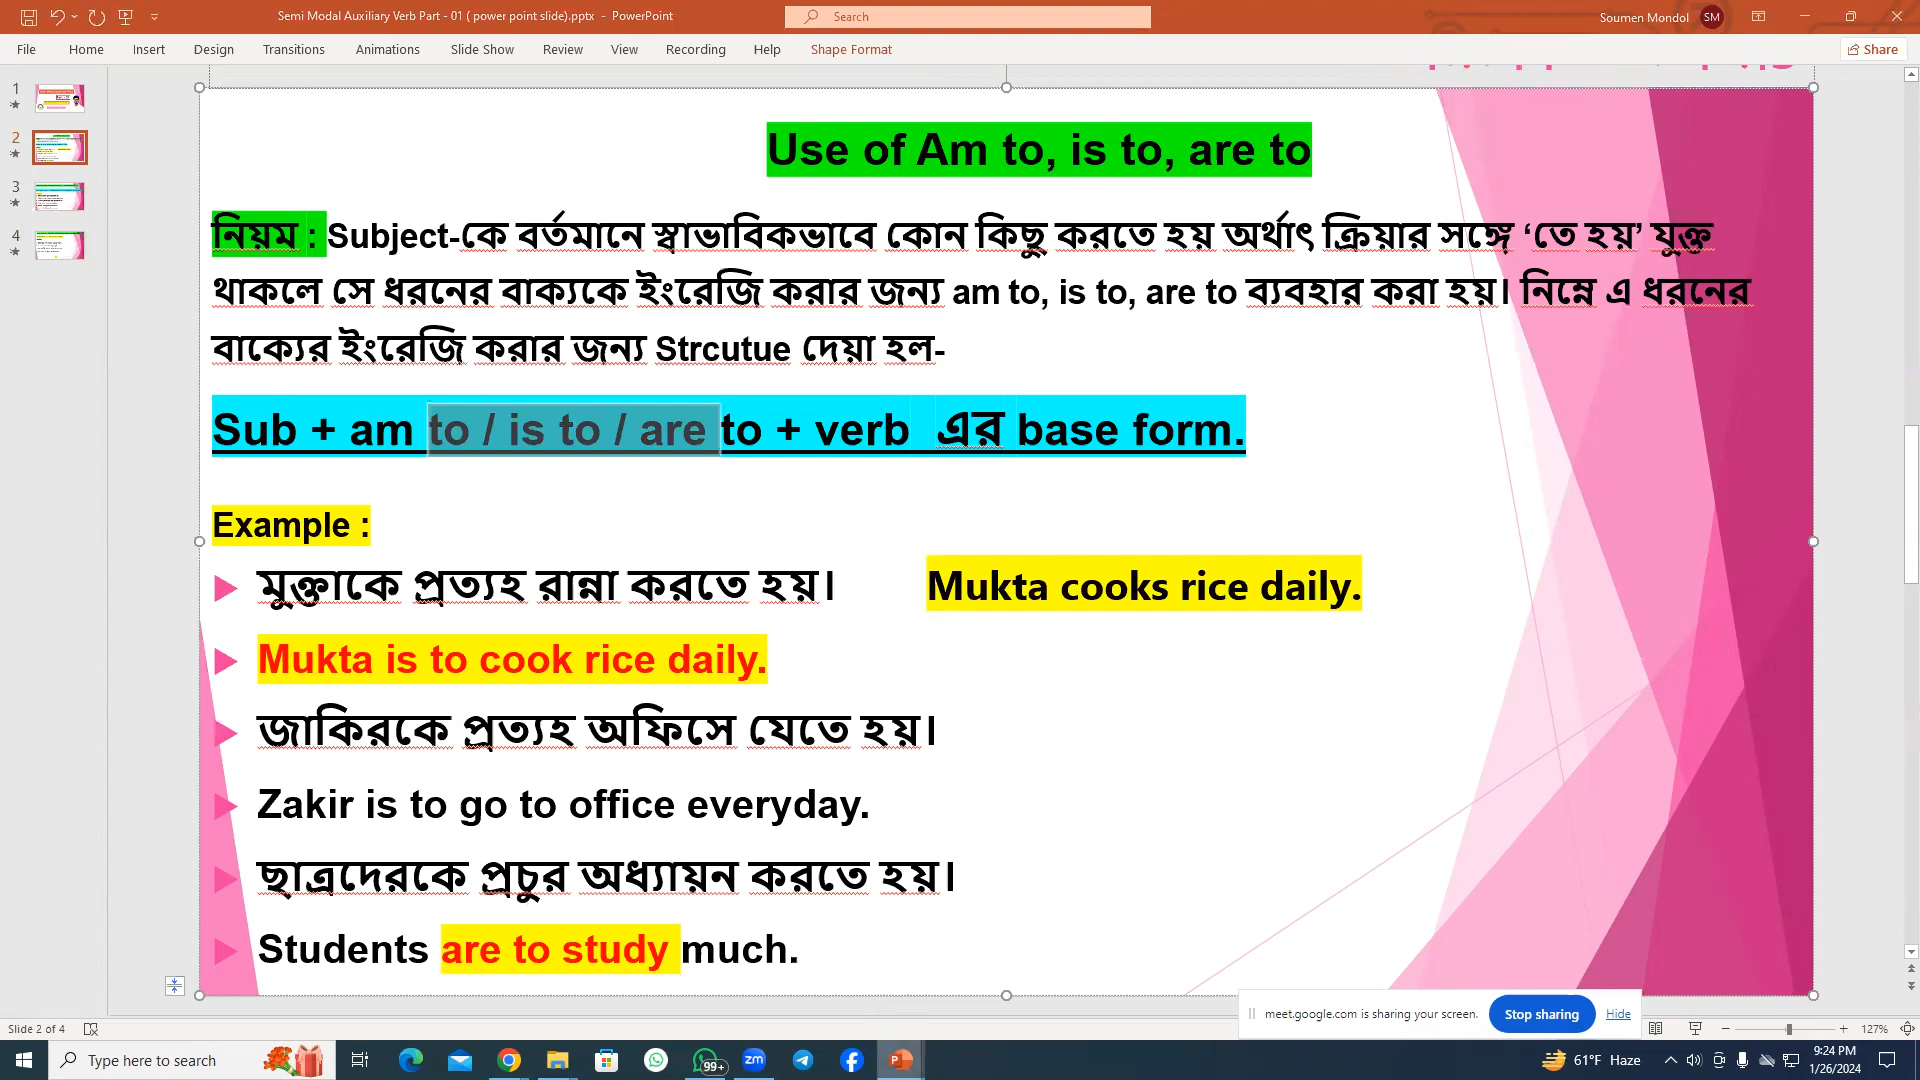 Semi Modal Auxiliary Verb Part - 01 ( power point slide).pptx - PowerPoint
Search
Soumen Mondol SM
File Home Insert Design Transitions Animations Slide Show Review View Recording Help Shape Format Share
1
2
3
4
Use of Am to, is to, are to
নিয়ম : Subject-কে বর্তমানে স্বাভাবিকভাবে কোন কিছু করতে হয় অর্থাৎ ক্রিয়ার সঙ্গে ‘তে হয়’ যুক্ত
থাকলে সে ধরনের বাক্যকে ইংরেজি করার জন্য am to, is to, are to ব্যবহার করা হয়। নিম্নে এ ধরনের
বাক্যের ইংরেজি করার জন্য Strcutue দেয়া হল-
Sub + am to / is to / are to + verb এর base form.
Example :
মুক্তাকে প্রত্যহ রান্না করতে হয়। Mukta cooks rice daily.
Mukta is to cook rice daily.
জাকিরকে প্রত্যহ অফিসে যেতে হয়।
Zakir is to go to office everyday.
ছাত্রদেরকে প্রচুর অধ্যায়ন করতে হয়।
Students are to study much.
meet.google.com is sharing your screen. Stop sharing Hide
Slide 2 of 4 127%
Type here to search 99+ zm 61°F Haze 9:24 PM
1/26/2024